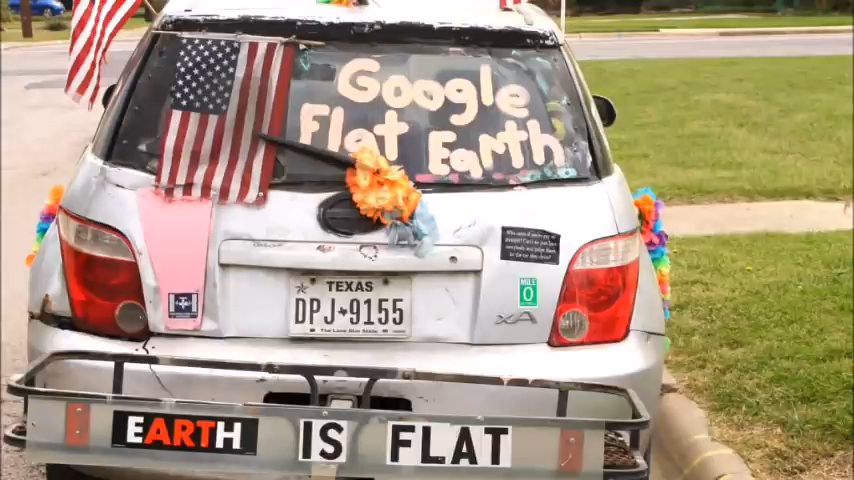 Google
Flat Earth
TEXAS
DPJ★9155
The Lone Star State
MILE
0
xA
EARTH IS FLAT